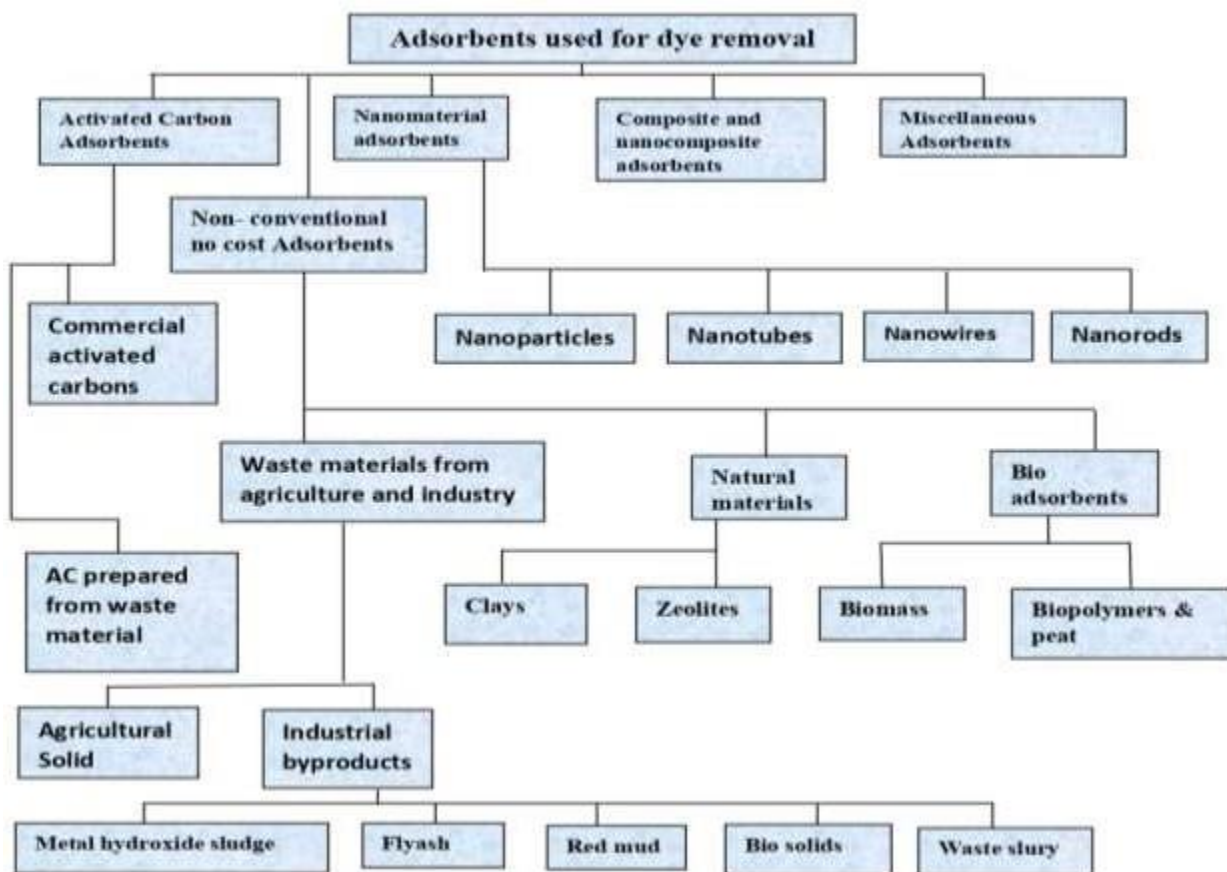 Adsorbents used for dye removal
Activated Carbon
Adsorbents
Nanomaterial
adsorbents
Composite and
nanocomposite
adsorbents
Miscellaneous
Adsorbents
Non- conventional
no cost Adsorbents
Commercial
activated
carbons
Nanoparticles
Nanotubes
Nanowires
Nanorods
Waste materials from
agriculture and industry
Natural
materials
Bio
adsorbents
AC prepared
from waste
material
Clays
Zeolites
Biomass
Biopolymers &
peat
Agricultural
Solid
Industrial
byproducts
Metal hydroxide sludge
Flyash
Red mud
Bio solids
Waste slury